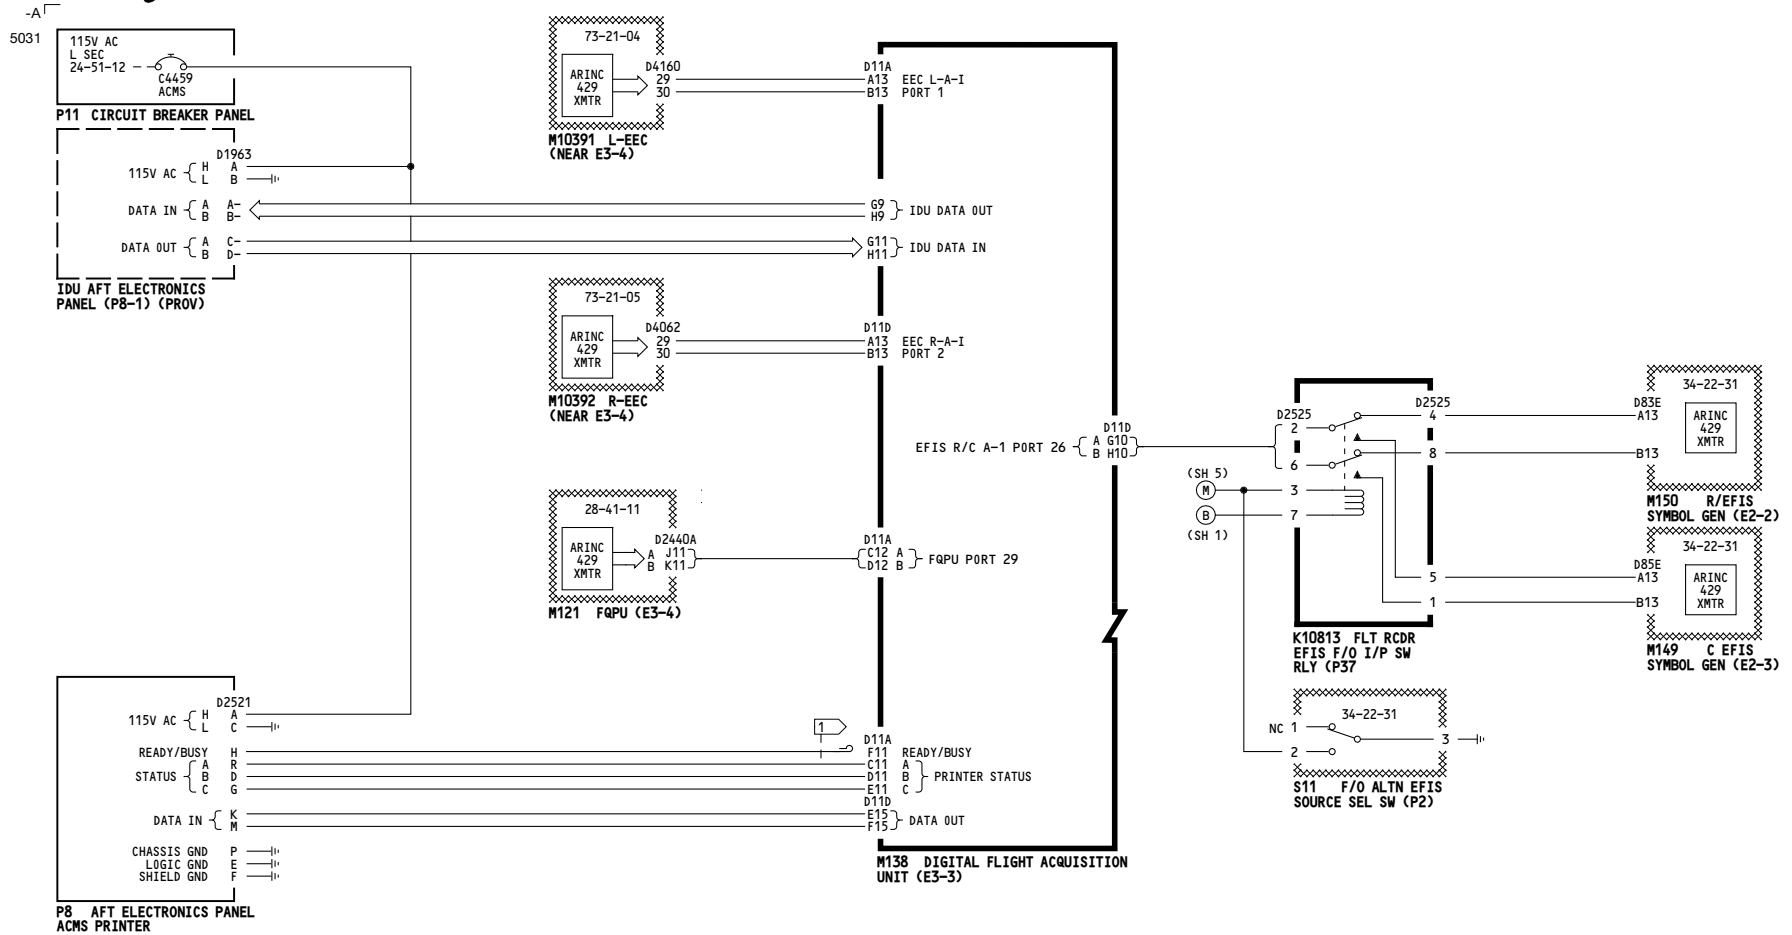 -A
5031
115V AC
L SEC
24-51-12
C4459
ACMS
P11 CIRCUIT BREAKER PANEL
D1963
115V AC { H A
L B
DATA IN { A A-
B B-
DATA OUT { A C-
B D-
IDU AFT ELECTRONICS
PANEL (P8-1) (PROV)
73-21-04
ARINC
429
XMTR
D4160
29
30
M10391 L-EEC
(NEAR E3-4)
D11A
A13 EEC L-A-I
B13 PORT 1
G9
H9 } IDU DATA OUT
G11
H11 } IDU DATA IN
73-21-05
ARINC
429
XMTR
D4062
29
30
M10392 R-EEC
(NEAR E3-4)
D11D
A13 EEC R-A-I
B13 PORT 2
28-41-11
ARINC
429
XMTR
D2440A
A J11
B K11
M121 FQPU (E3-4)
D11A
C12 A
D12 B } FQPU PORT 29
D11D
EFIS R/C A-1 PORT 26 { A G10
B H10
(SH 5)
M
B
(SH 1)
D2525
2
6
3
7
D2525
4
8
5
1
K10813 FLT RCDR
EFIS F/O I/P SW
RLY (P37
34-22-31
D83E
A13
B13
ARINC
429
XMTR
M150 R/EFIS
SYMBOL GEN (E2-2)
34-22-31
D85E
A13
B13
ARINC
429
XMTR
M149 C EFIS
SYMBOL GEN (E2-3)
34-22-31
NC 1
2
3
S11 F/O ALTN EFIS
SOURCE SEL SW (P2)
D2521
115V AC { H A
L C
READY/BUSY H
STATUS { A R
B D
C G
DATA IN { K
M
CHASSIS GND P
LOGIC GND E
SHIELD GND F
P8 AFT ELECTRONICS PANEL
ACMS PRINTER
1
D11A
F11 READY/BUSY
C11 A
D11 B } PRINTER STATUS
E11 C
D11D
E15
F15 } DATA OUT
M138 DIGITAL FLIGHT ACQUISITION
UNIT (E3-3)